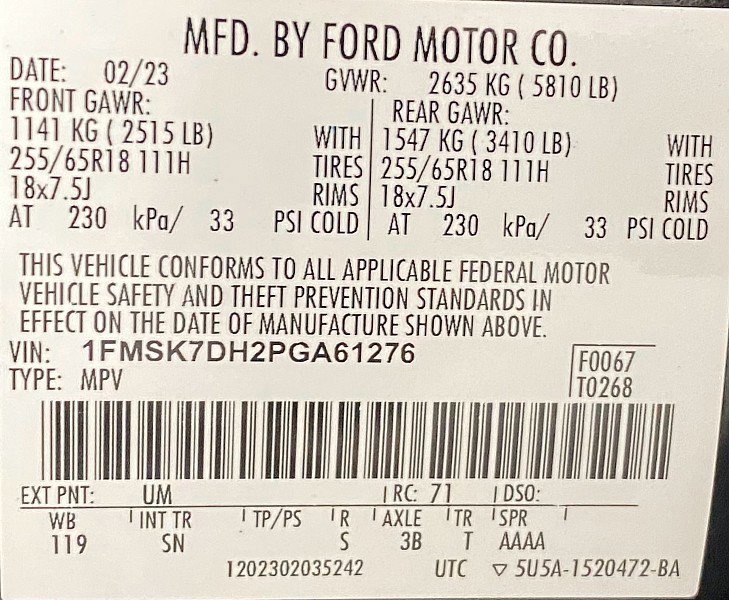 MFD. BY FORD MOTOR CO.
DATE: 02/23 GVWR: 2635 KG ( 5810 LB)
FRONT GAWR: REAR GAWR:
1141 KG ( 2515 LB) WITH 1547 KG ( 3410 LB) WITH
255/65R18 111H TIRES 255/65R18 111H TIRES
18x7.5J RIMS 18x7.5J RIMS
AT 230 kPa/ 33 PSI COLD AT 230 kPa/ 33 PSI COLD
THIS VEHICLE CONFORMS TO ALL APPLICABLE FEDERAL MOTOR
VEHICLE SAFETY AND THEFT PREVENTION STANDARDS IN
EFFECT ON THE DATE OF MANUFACTURE SHOWN ABOVE.
VIN: 1FMSK7DH2PGA61276
TYPE: MPV
F0067
T0268
EXT PNT: UM RC: 71 DSO:
WB INT TR TP/PS R AXLE TR SPR
119 SN S 3B T AAAA
1202302035242 UTC ▽ 5U5A-1520472-BA